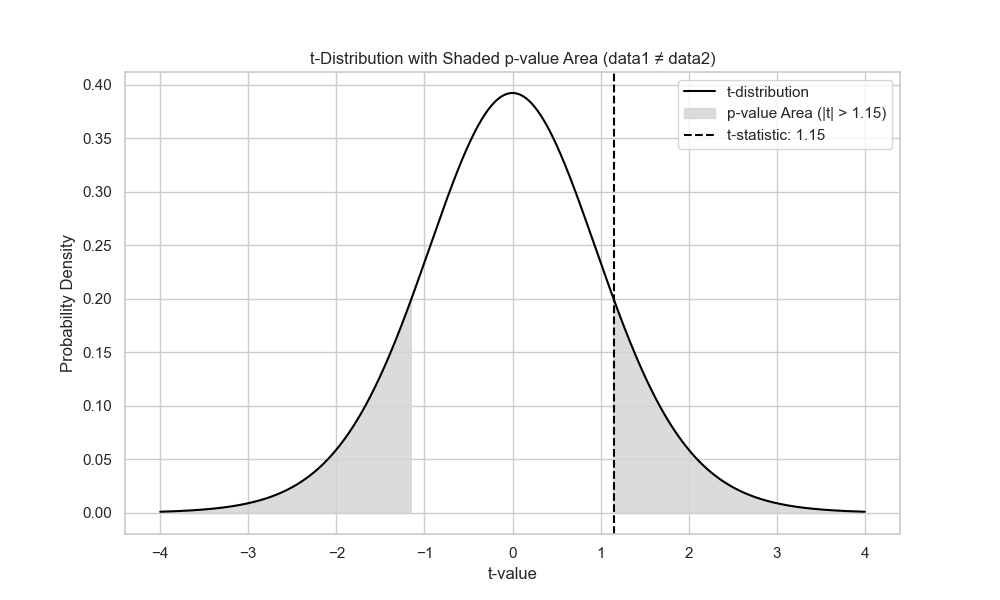 t-Distribution with Shaded p-value Area (data1 ≠ data2)
t-distribution
p-value Area (|t| > 1.15)
t-statistic: 1.15
Probability Density
0.40
0.35
0.30
0.25
0.20
0.15
0.10
0.05
0.00
−4 −3 −2 −1 0 1 2 3 4
t-value